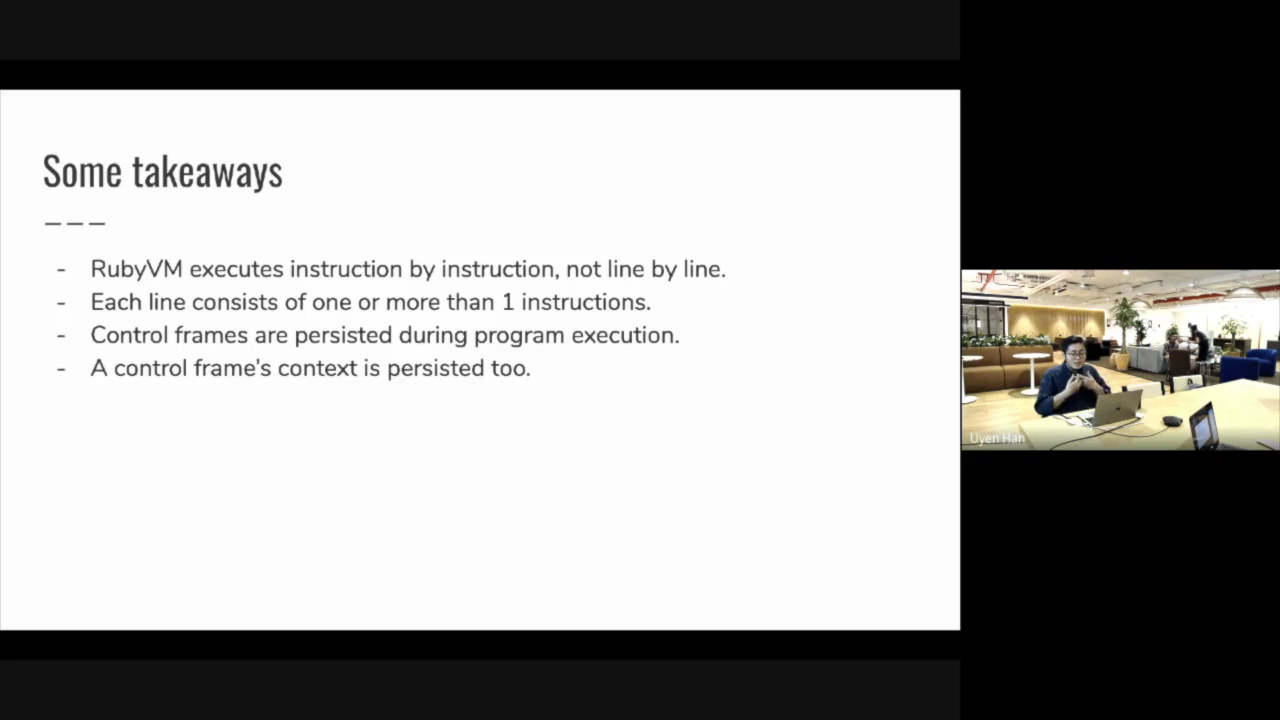 Some takeaways
- RubyVM executes instruction by instruction, not line by line.
- Each line consists of one or more than 1 instructions.
- Control frames are persisted during program execution.
- A control frame's context is persisted too.
Uyen Han